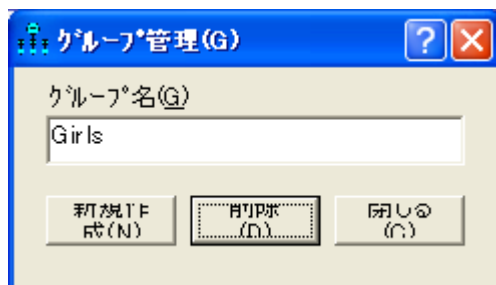 グループ管理(G)
グループ名(G)
Girls
新規作
成(N)
削除
(D)
閉じる
(C)